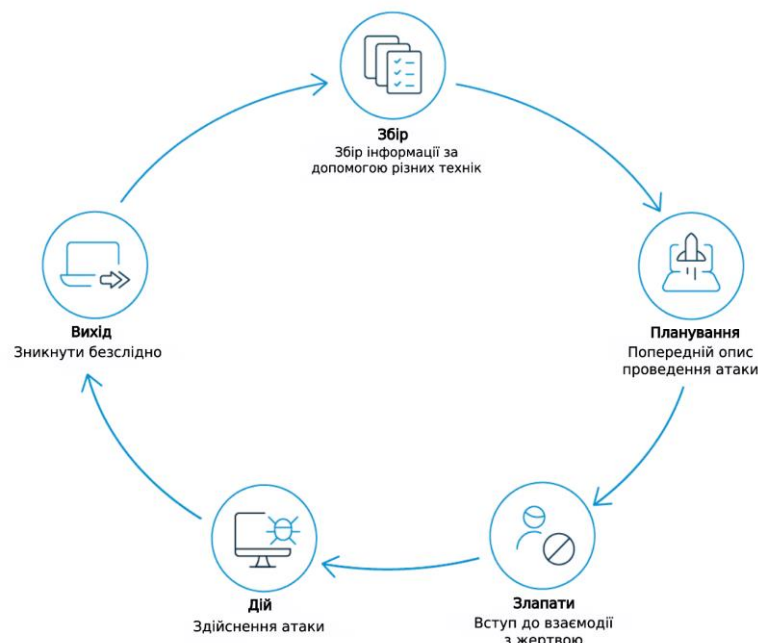 Збір
Збір інформації за
допомогою різних технік
Вихід
Зникнути безслідно
Планування
Попередній опис
проведення атаки
Дій
Здійснення атаки
Злапати
Вступ до взаємодії
з жертвою